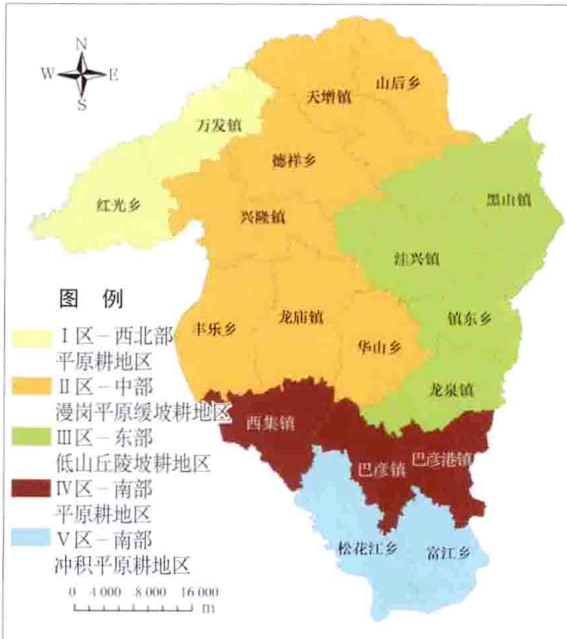 N
W E
S
山后乡
天增镇
万发镇
德祥乡
黑山镇
红光乡
兴隆镇
洼兴镇
图 例
镇东乡
龙庙镇
丰乐乡
华山乡
Ⅰ区－西北部
平原耕地区
龙泉镇
Ⅱ区－中部
漫岗平原缓坡耕地区
西集镇
Ⅲ区－东部
低山丘陵坡耕地区
巴彦港镇
巴彦镇
Ⅳ区－南部
平原耕地区
Ⅴ区－南部
冲积平原耕地区
松花江乡
富江乡
0 4 000 8 000 16 000
m